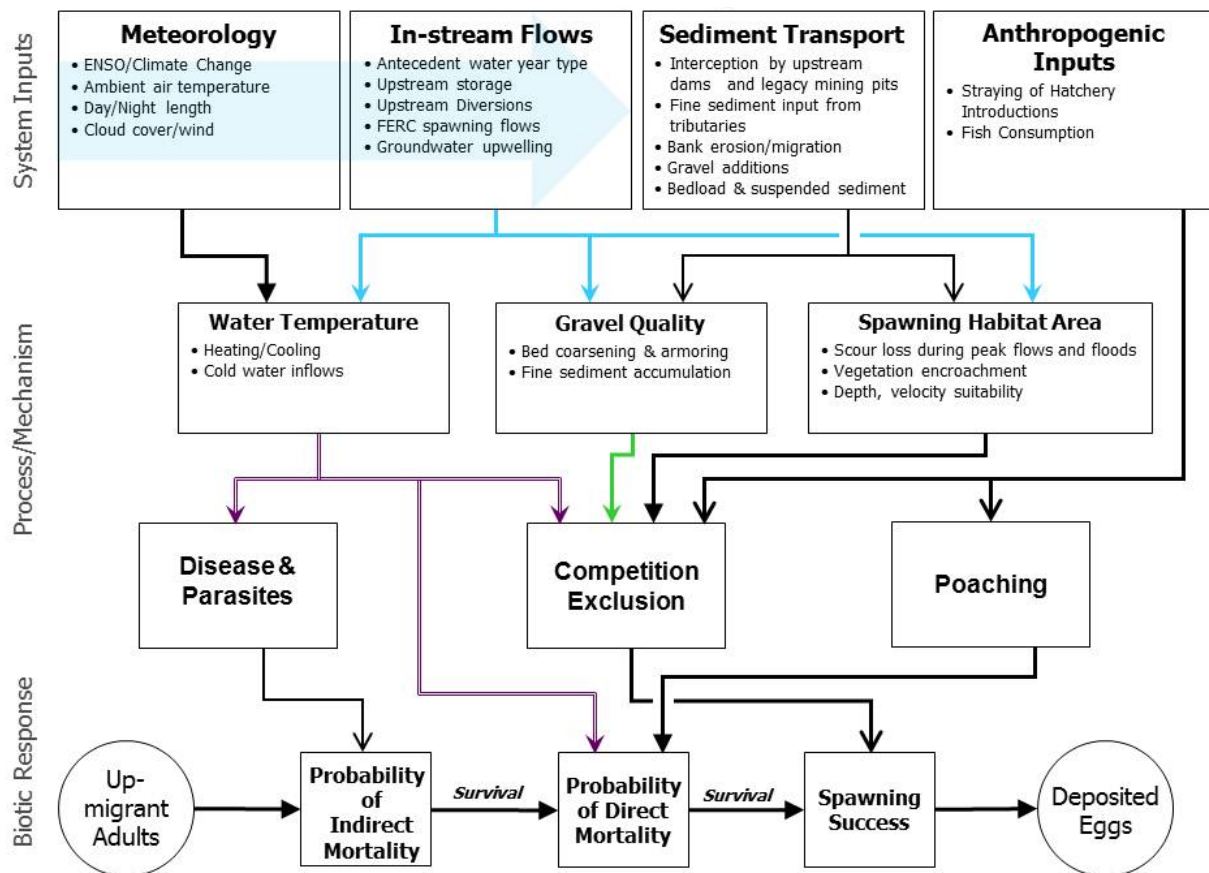 System Inputs
Meteorology
• ENSO/Climate Change
• Ambient air temperature
• Day/Night length
• Cloud cover/wind
In-stream Flows
• Antecedent water year type
• Upstream storage
• Upstream Diversions
• FERC spawning flows
• Groundwater upwelling
Sediment Transport
• Interception by upstream
dams and legacy mining pits
• Fine sediment input from
tributaries
• Bank erosion/migration
• Gravel additions
• Bedload & suspended sediment
Anthropogenic
Inputs
• Straying of Hatchery
Introductions
• Fish Consumption
Process/Mechanism
Water Temperature
• Heating/Cooling
• Cold water inflows
Gravel Quality
• Bed coarsening & armoring
• Fine sediment accumulation
Spawning Habitat Area
• Scour loss during peak flows and floods
• Vegetation encroachment
• Depth, velocity suitability
Disease &
Parasites
Competition
Exclusion
Poaching
Biotic Response
Up-
migrant
Adults
Probability
of
Indirect
Mortality
Survival
Probability
of Direct
Mortality
Survival
Spawning
Success
Deposited
Eggs